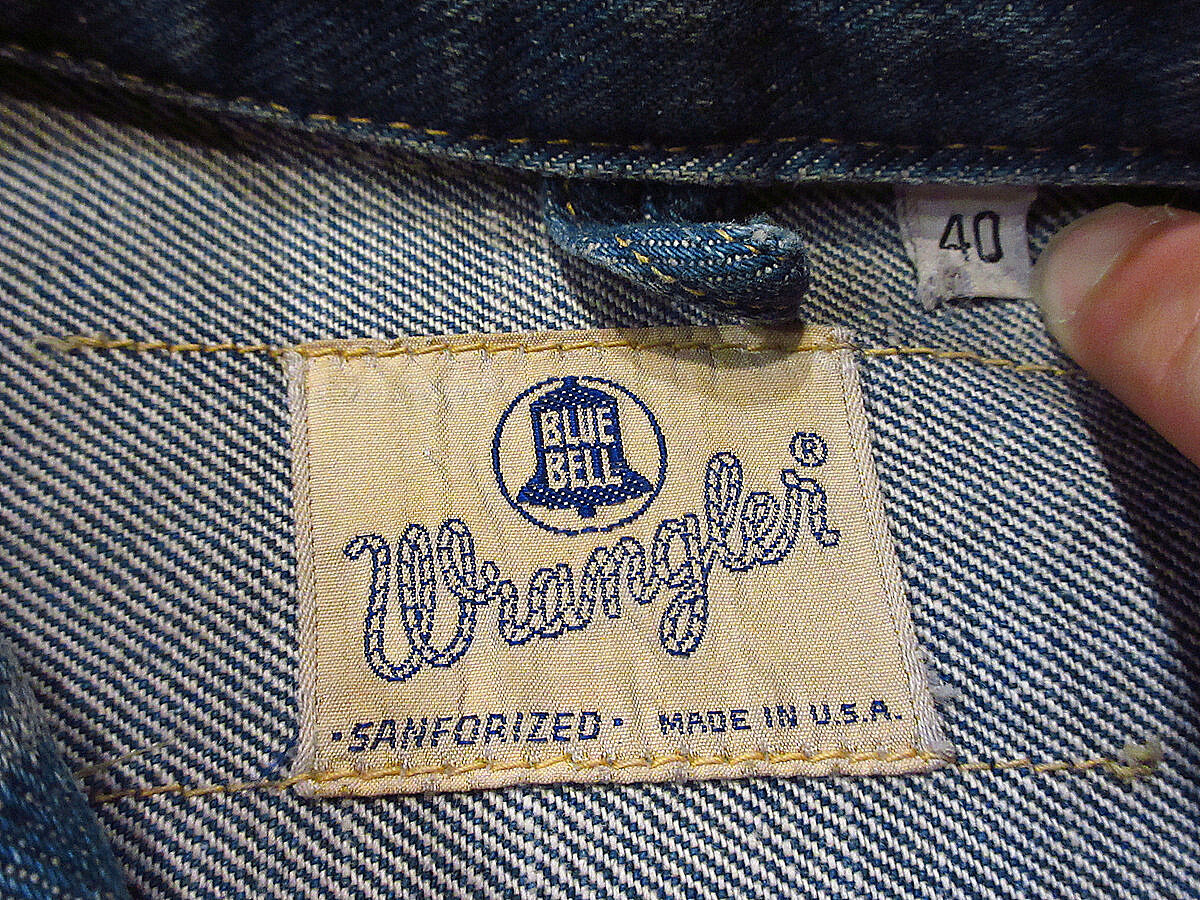 40
BLUE
BELL
Wrangler®
·SANFORIZED· MADE IN U.S.A.